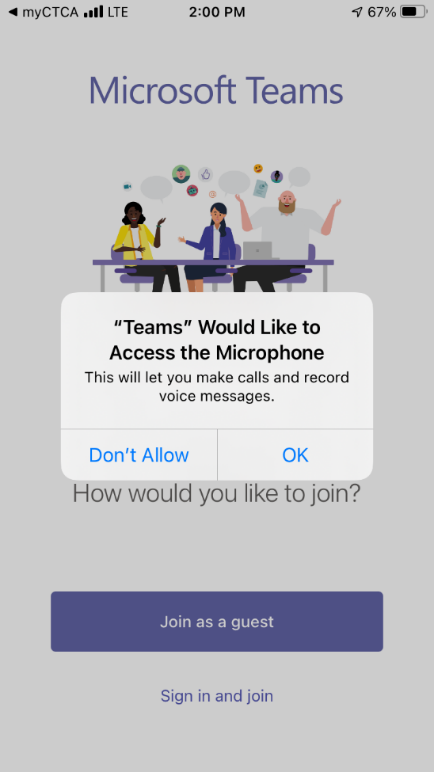 ◀ myCTCA LTE 2:00 PM 67%
Microsoft Teams
“Teams” Would Like to
Access the Microphone
This will let you make calls and record
voice messages.
Don’t Allow OK
How would you like to join?
Join as a guest
Sign in and join